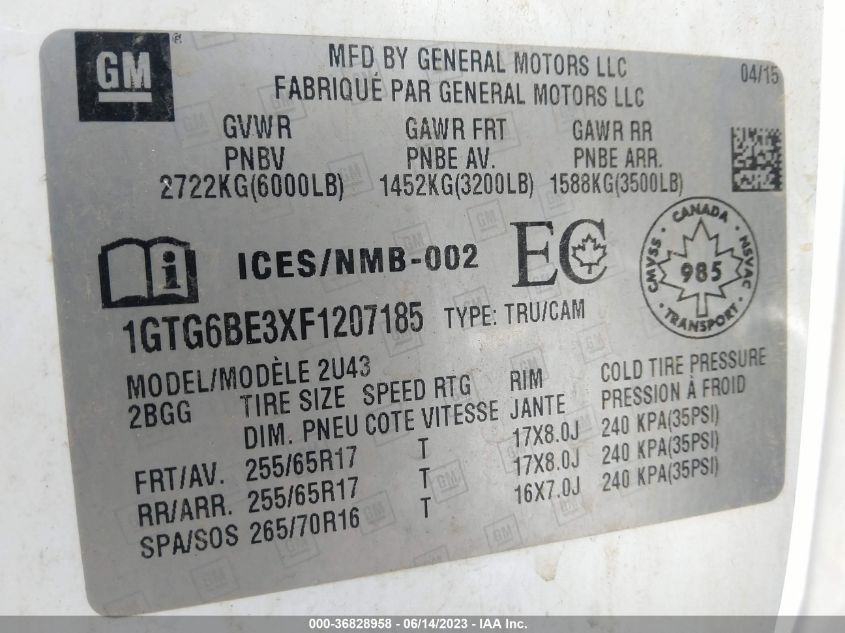 GM
MFD BY GENERAL MOTORS LLC
04/15
FABRIQUÉ PAR GENERAL MOTORS LLC
GVWR GAWR FRT GAWR RR
PNBV PNBE AV. PNBE ARR.
2722KG(6000LB) 1452KG(3200LB) 1588KG(3500LB)
i ICES/NMB-002 EC
CANADA
CMVSS 985 NSVAC
TRANSPORT
1GTG6BE3XF1207185 TYPE: TRU/CAM
MODEL/MODÈLE 2U43
2BGG TIRE SIZE SPEED RTG RIM COLD TIRE PRESSURE
DIM. PNEU COTE VITESSE JANTE PRESSION À FROID
FRT/AV. 255/65R17 T 17X8.0J 240 KPA(35PSI)
RR/ARR. 255/65R17 T 17X8.0J 240 KPA(35PSI)
SPA/SOS 265/70R16 T 16X7.0J 240 KPA(35PSI)
000-36828958 - 06/14/2023 - IAA Inc.